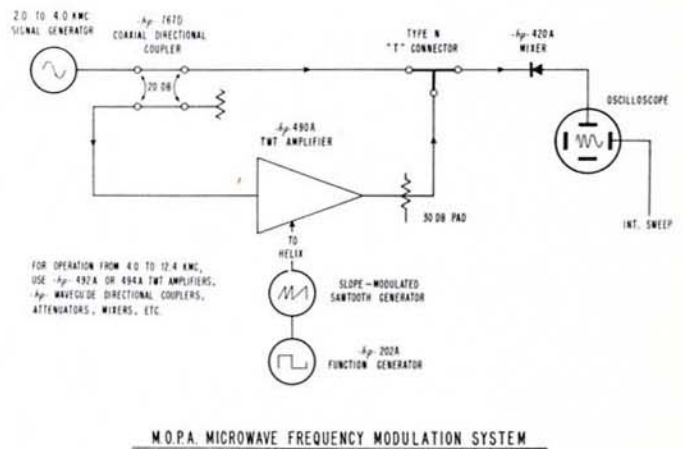 2.0 TO 4.0 KMC
SIGNAL GENERATOR
-hp- 767D
COAXIAL DIRECTIONAL
COUPLER
20 DB
TYPE N
"T" CONNECTOR
-hp- 420A
MIXER
OSCILLOSCOPE
-hp- 490A
TWT AMPLIFIER
30 DB PAD
INT. SWEEP
TO
HELIX
FOR OPERATION FROM 4.0 TO 12.4 KMC,
USE -hp- 492A OR 494A TWT AMPLIFIERS,
-hp- WAVEGUIDE DIRECTIONAL COUPLERS,
ATTENUATORS, MIXERS, ETC.
SLOPE-MODULATED
SAWTOOTH GENERATOR
-hp- 202A
FUNCTION GENERATOR
M.O.P.A. MICROWAVE FREQUENCY MODULATION SYSTEM